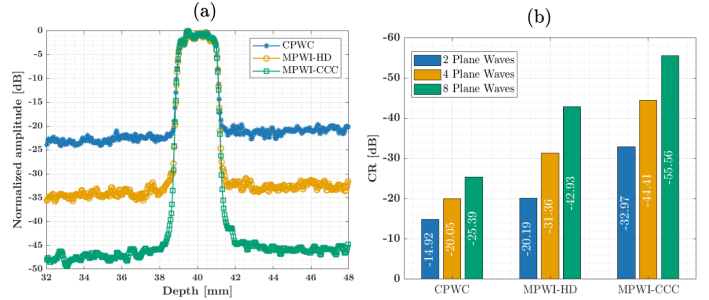 (a)
0
-5
-10
-15
-20
-25
-30
-35
-40
-45
-50
Normalized amplitude [dB]
CPWC
MPWI-HD
MPWI-CCC
32
34
36
38
40
42
44
46
48
Depth [mm]
(b)
-60
-50
-40
-30
-20
-10
0
CR [dB]
2 Plane Waves
4 Plane Waves
8 Plane Waves
-14.92
-20.05
-25.39
-20.19
-31.36
-42.93
-32.97
-44.41
-55.56
CPWC
MPWI-HD
MPWI-CCC